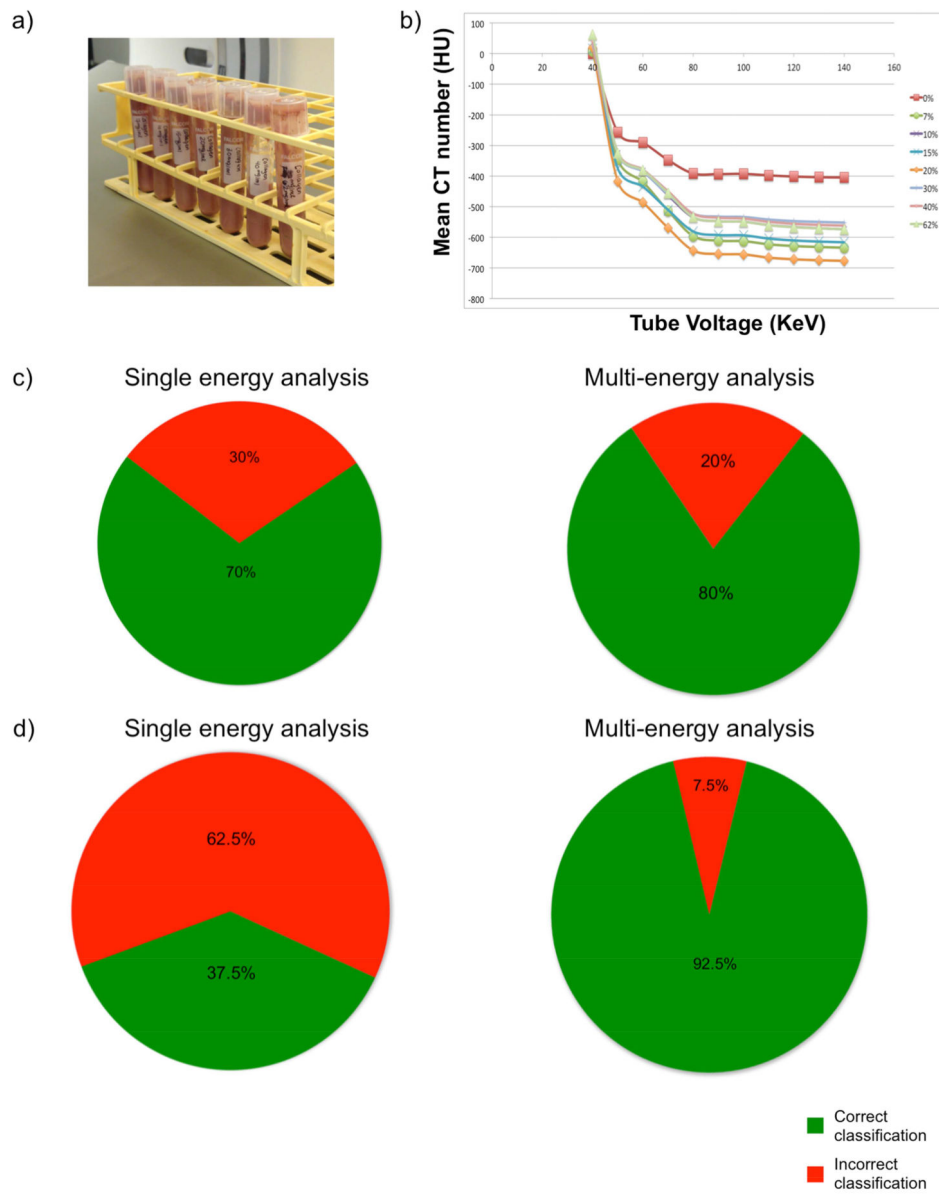 a)
b)
Mean CT number (HU)
100
0
-100
-200
-300
-400
-500
-600
-700
-800
0
20
40
60
80
100
120
140
160
0%
7%
10%
15%
20%
30%
40%
62%
Tube Voltage (KeV)
c)
Single energy analysis
Multi-energy analysis
30%
70%
20%
80%
d)
Single energy analysis
Multi-energy analysis
62.5%
37.5%
7.5%
92.5%
Correct
classification
Incorrect
classification